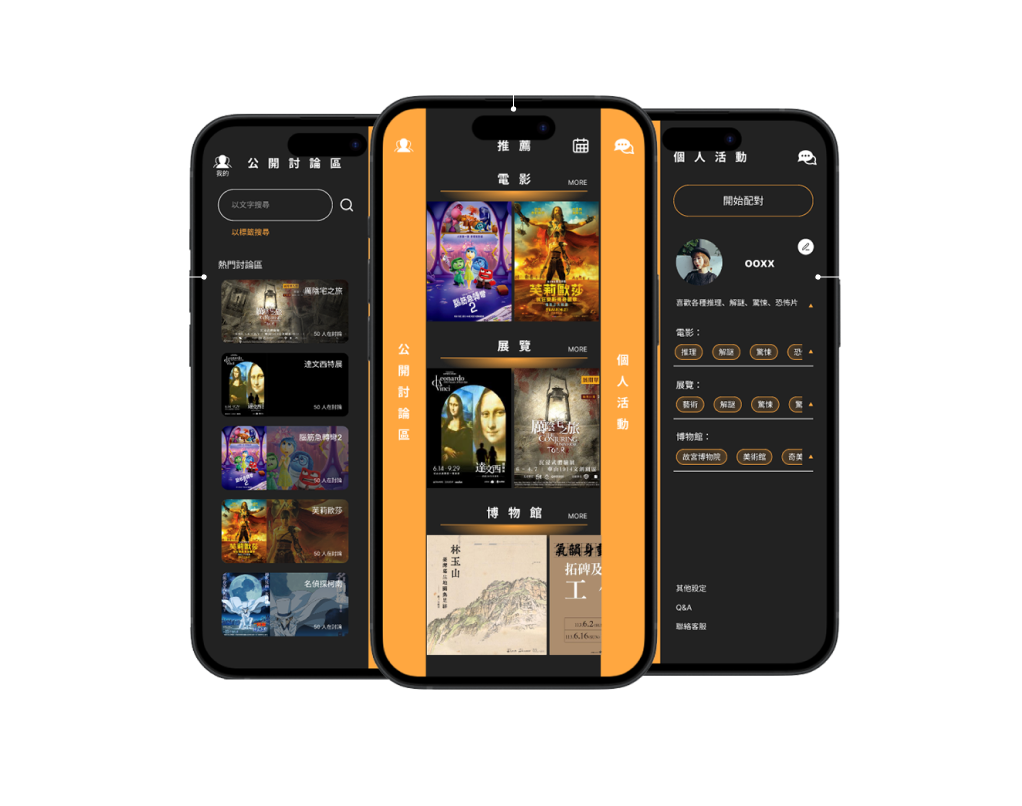 公開討論區
我的
以文字搜尋
以標籤搜尋
熱門討論區
厲陰宅之旅
50 人在討論
達文西特展
50 人在討論
腦筋急轉彎2
50 人在討論
芙莉歐莎
50 人在討論
名偵探柯南
50 人在討論
推薦
電影
MORE
腦筋急轉彎
2
芙莉歐莎
展覽
MORE
Leonardo
da Vinci
6.14 - 9.29
達文西
厲陰宅之旅
THE CONJURING
TOUR
博物館
MORE
林玉山
拓碑及
工
6.2
6.16
公開討論區
個人活動
個人活動
開始配對
ooxx
喜歡各種推理、解謎、驚悚、恐怖片
電影：
推理
解謎
驚悚
恐
展覽：
藝術
解謎
驚悚
驚
博物館：
故宮博物院
美術館
奇美
其他設定
Q&A
聯絡客服